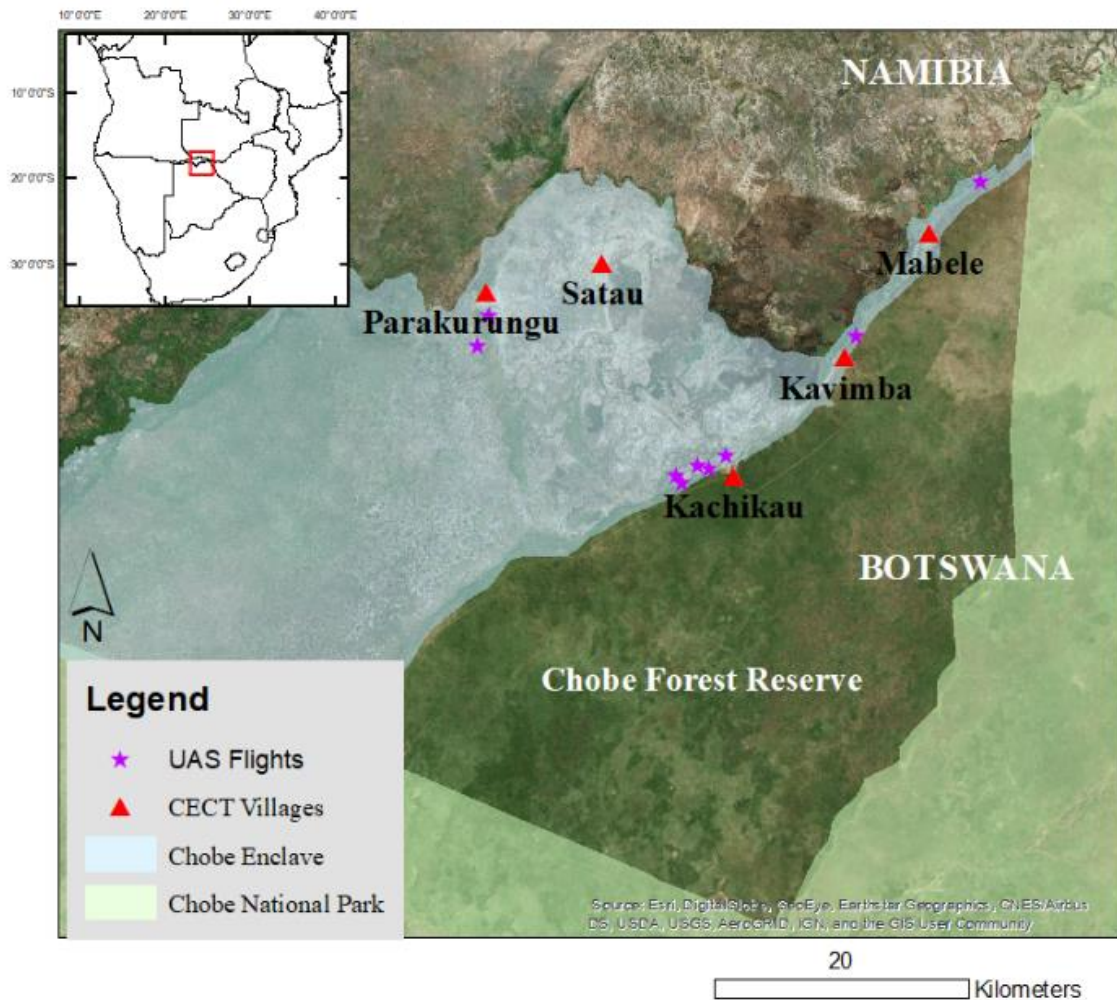 10°0'0"S
20°0'0"S
30°0'0"S
10°0'0"E 20°0'0"E 30°0'0"E 40°0'0"E
NAMIBIA
Mabele
Satau
Parakurungu
Kavimba
Kachikau
BOTSWANA
N
Chobe Forest Reserve
Legend
UAS Flights
CECT Villages
Chobe Enclave
Chobe National Park
Source: Esri, DigitalGlobe, GeoEye, Earthstar Geographics, CNES/Airbus
DS, USDA, USGS, AeroGRID, IGN, and the GIS User Community
20
Kilometers